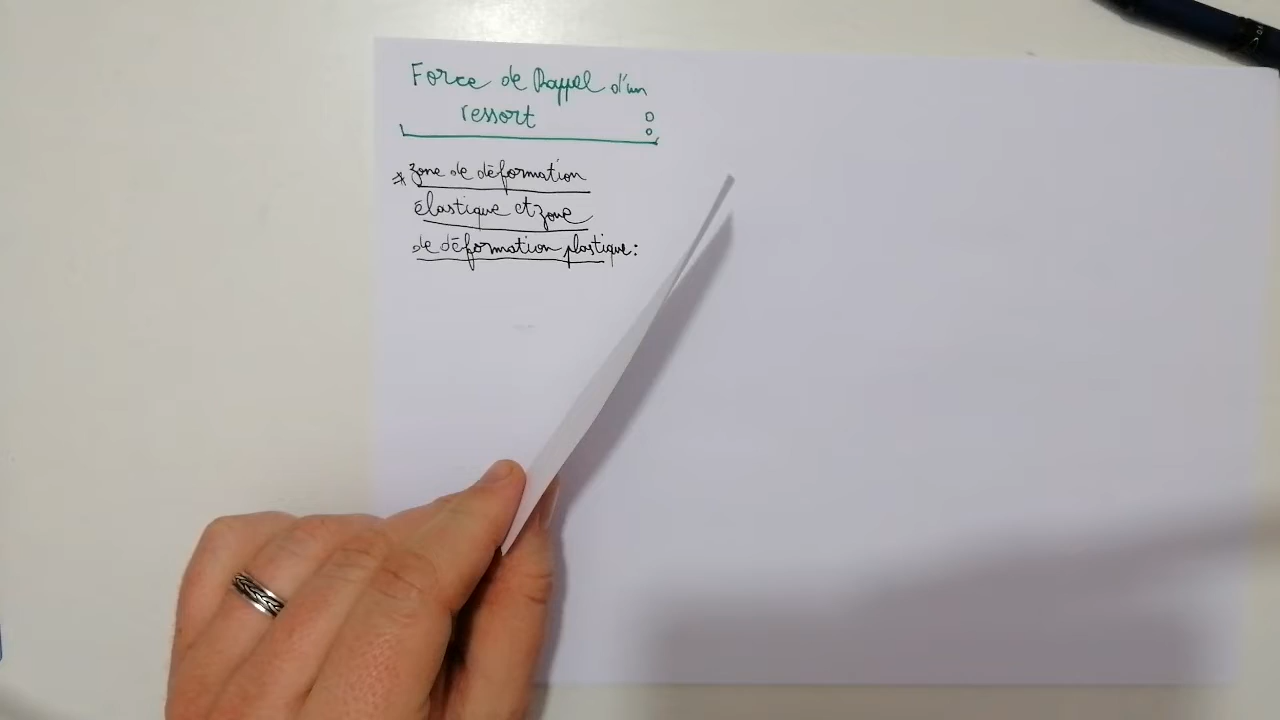 Force de Rappel d'un
ressort :
* zone de déformation
élastique et zone
de déformation plastique: